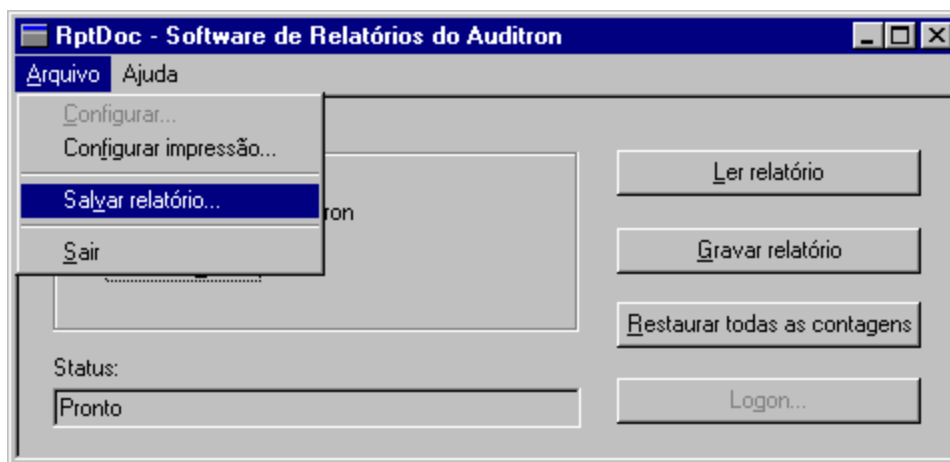 RptDoc - Software de Relatórios do Auditron
Arquivo Ajuda
Configurar...
Configurar impressão...
Salvar relatório...
Sair
Ler relatório
Gravar relatório
Restaurar todas as contagens
Logon...
Status:
Pronto